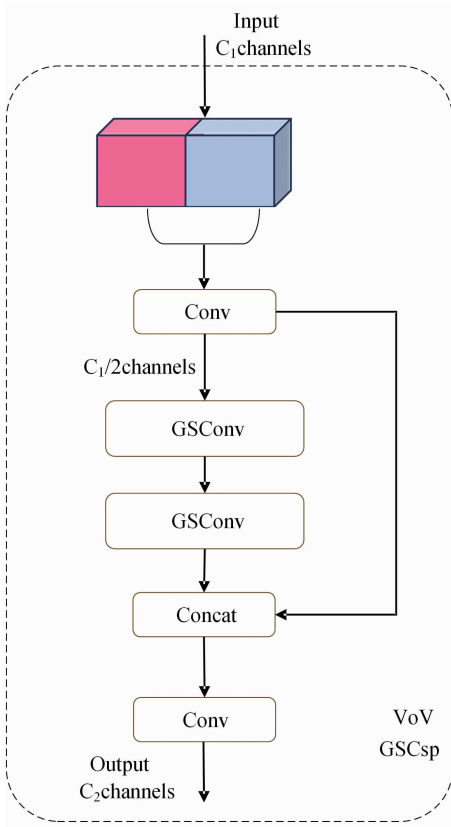 Input
C₁channels
Conv
C₁/2channels
GSConv
GSConv
Concat
Conv
VoV
GSCsp
Output
C₂channels